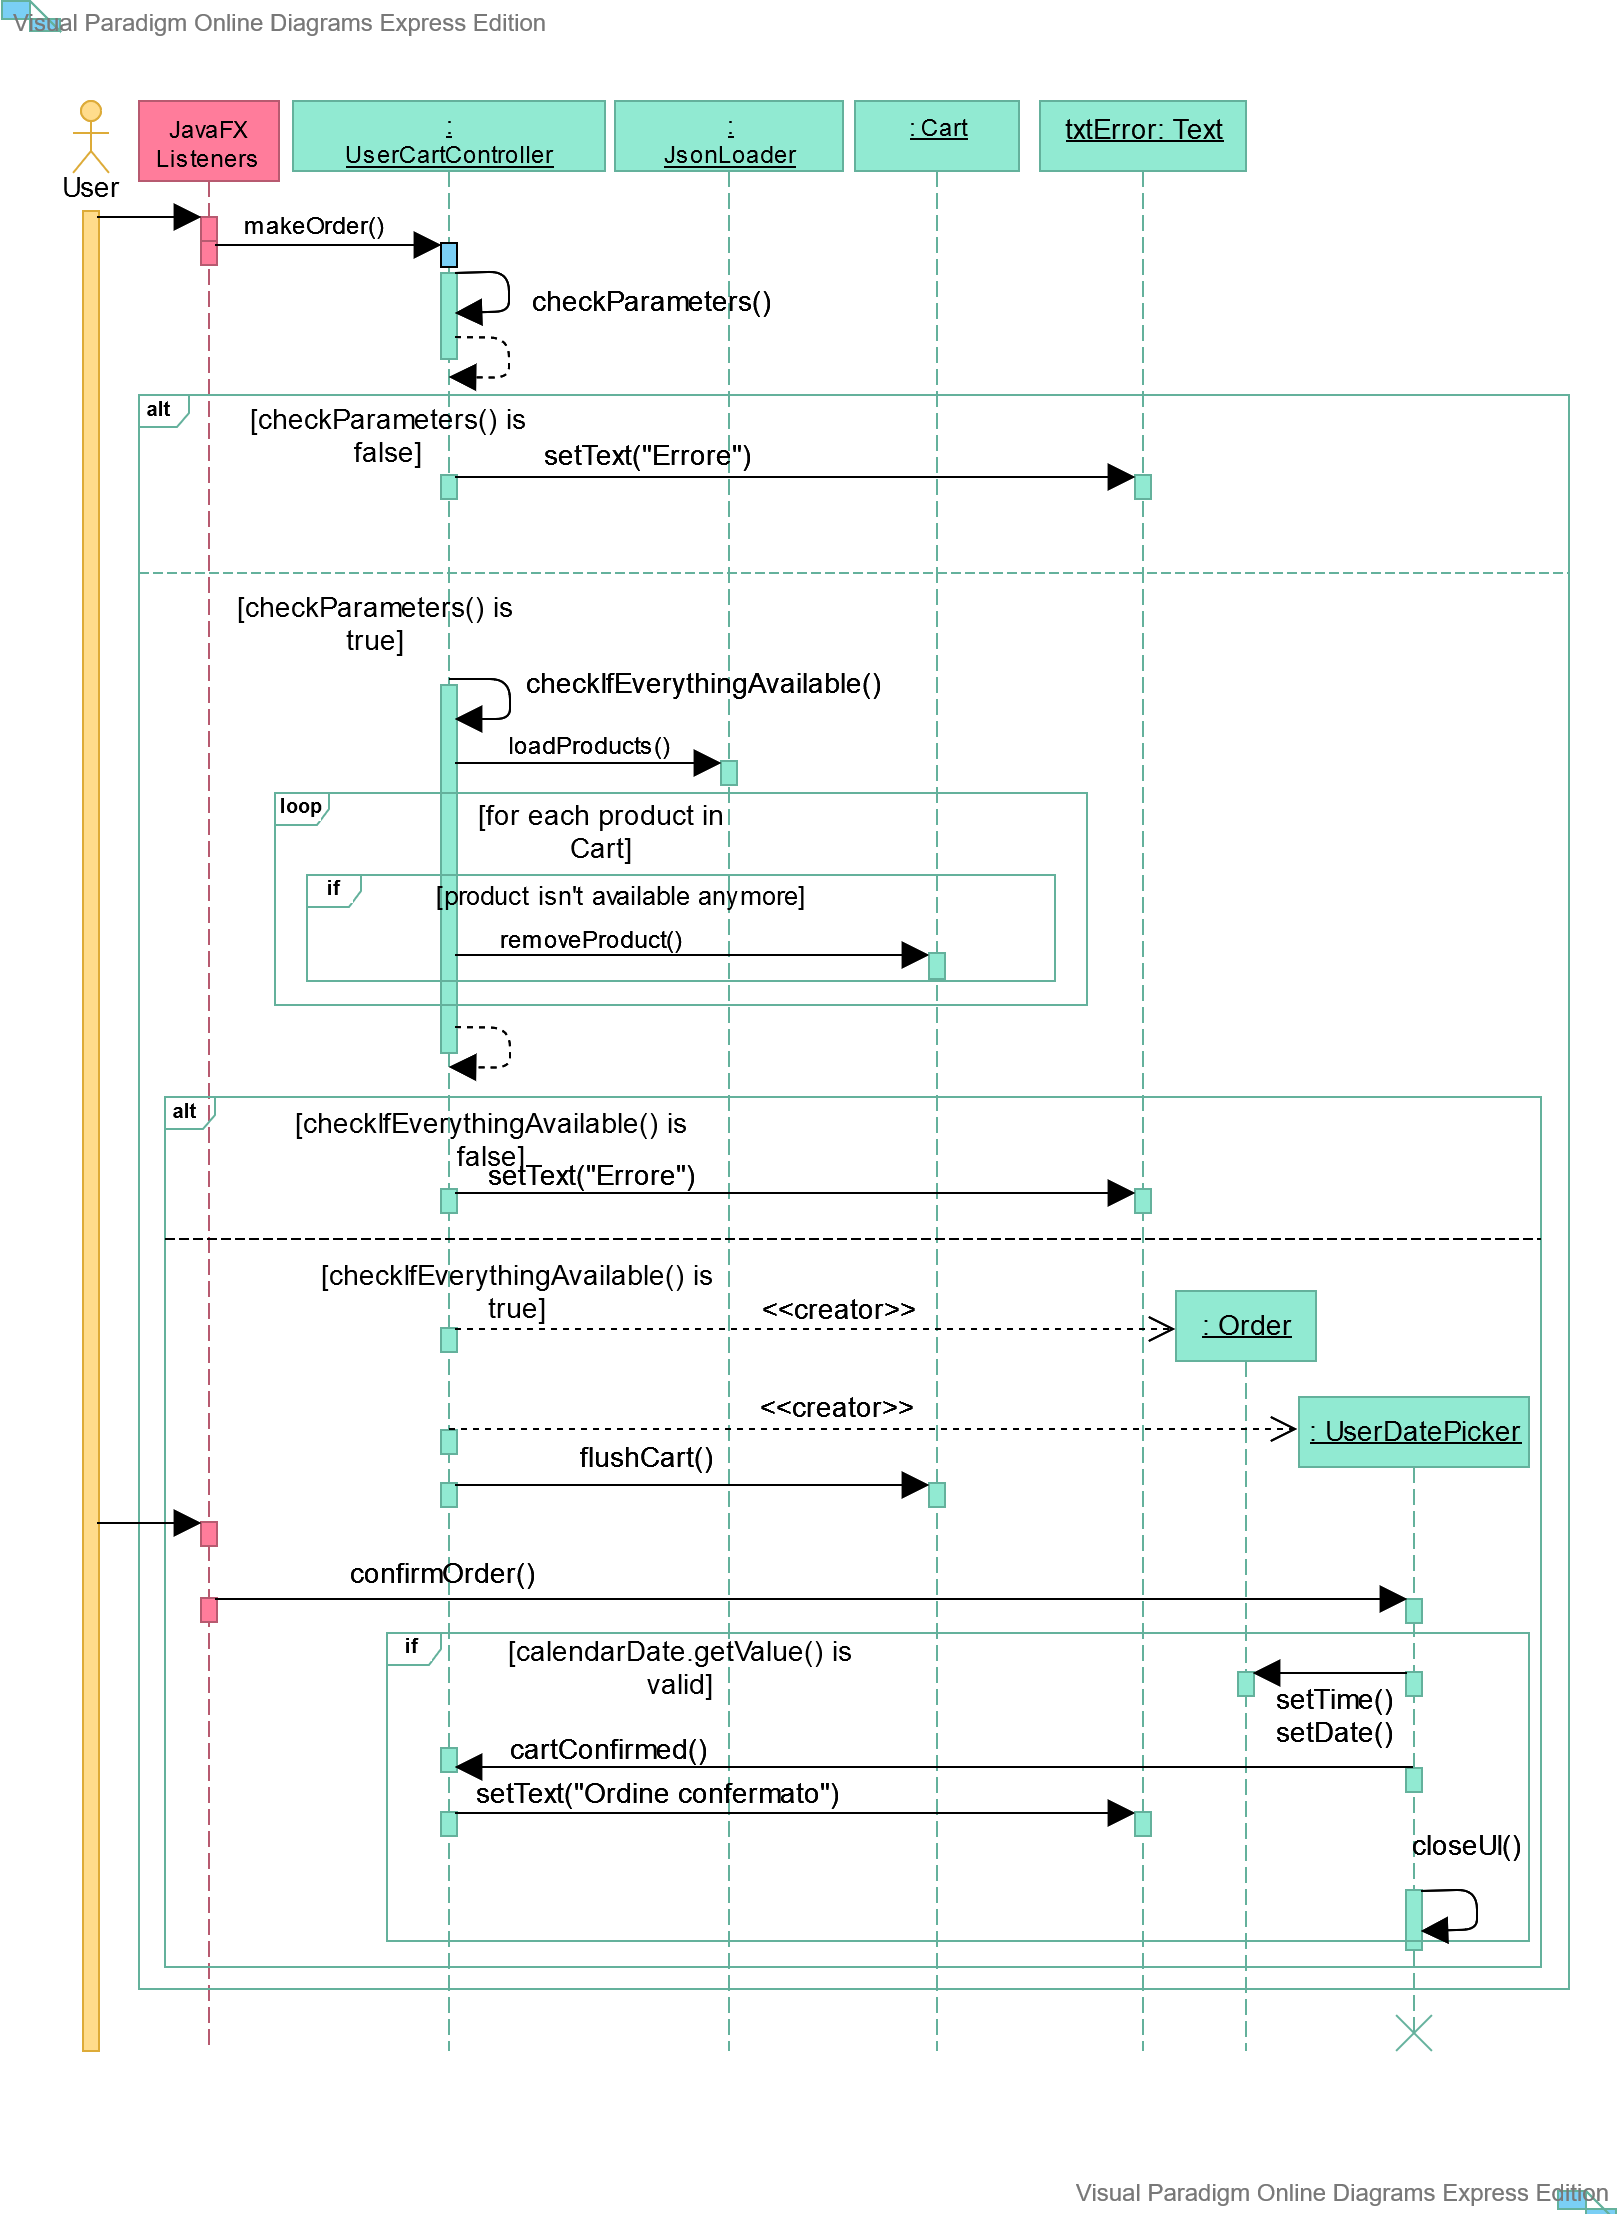 Visual Paradigm Online Diagrams Express Edition
User
JavaFX
Listeners
:
UserCartController
:
JsonLoader
: Cart
txtError: Text
makeOrder()
checkParameters()
alt
[checkParameters() is
false]
setText("Errore")
[checkParameters() is
true]
checkIfEverythingAvailable()
loadProducts()
loop
[for each product in
Cart]
if
[product isn't available anymore]
removeProduct()
alt
[checkIfEverythingAvailable() is
false]
setText("Errore")
[checkIfEverythingAvailable() is
true]
<<creator>>
: Order
<<creator>>
: UserDatePicker
flushCart()
confirmOrder()
if
[calendarDate.getValue() is
valid]
setTime()
setDate()
cartConfirmed()
setText("Ordine confermato")
closeUI()
Visual Paradigm Online Diagrams Express Edition